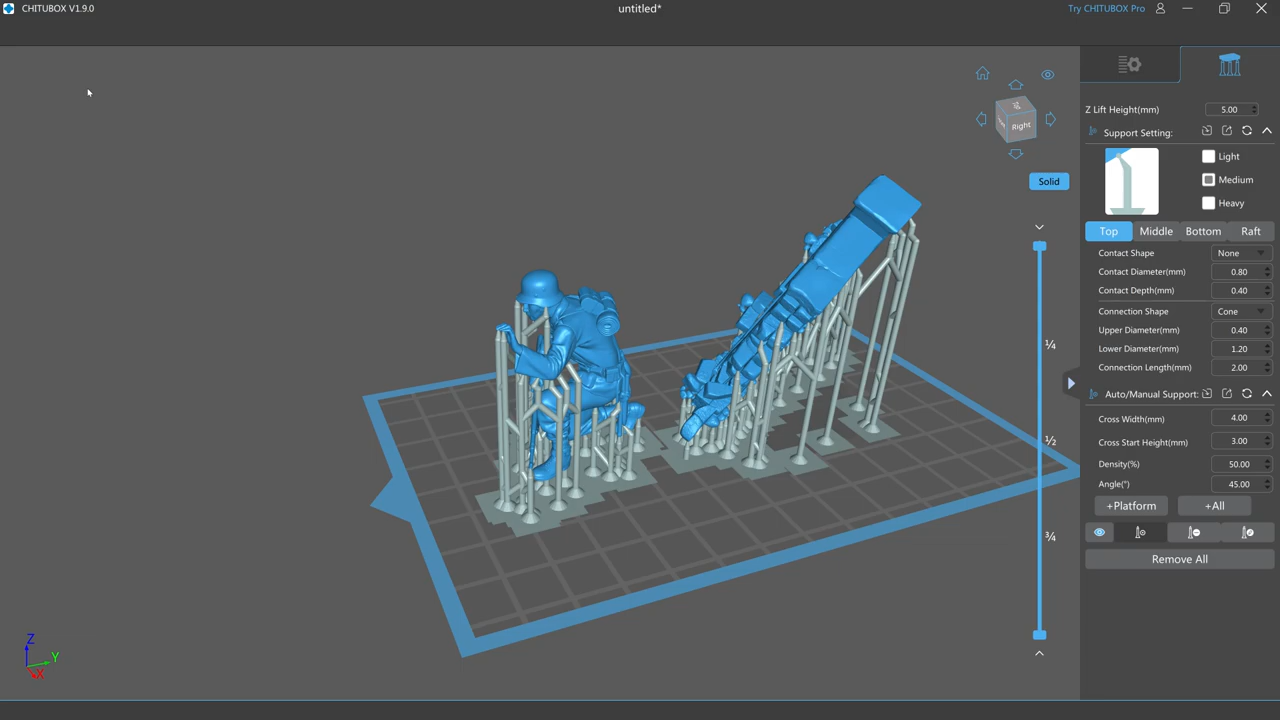 CHITUBOX V1.9.0
untitled*
Try CHITUBOX Pro
Z Lift Height(mm) 5.00
Support Setting:
Light
Medium
Heavy
Right
Solid
Top Middle Bottom Raft
Contact Shape None
Contact Diameter(mm) 0.80
Contact Depth(mm) 0.40
Connection Shape Cone
Upper Diameter(mm) 0.40
Lower Diameter(mm) 1.20
Connection Length(mm) 2.00
Auto/Manual Support:
Cross Width(mm) 4.00
Cross Start Height(mm) 3.00
Density(%) 50.00
Angle(°) 45.00
+Platform +All
Remove All
¼
½
¾
Z
Y
X